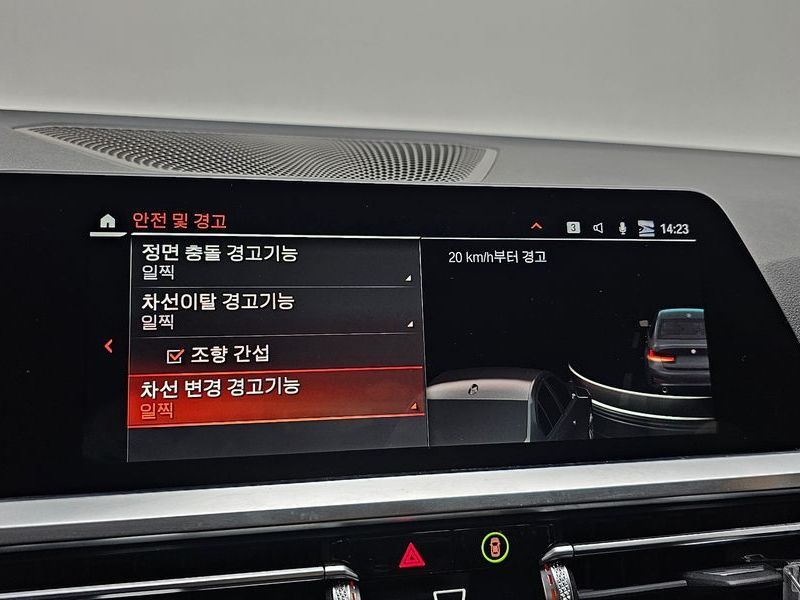 안전 및 경고
3
14:23
정면 충돌 경고기능
일찍
차선이탈 경고기능
일찍
조향 간섭
차선 변경 경고기능
일찍
20 km/h부터 경고